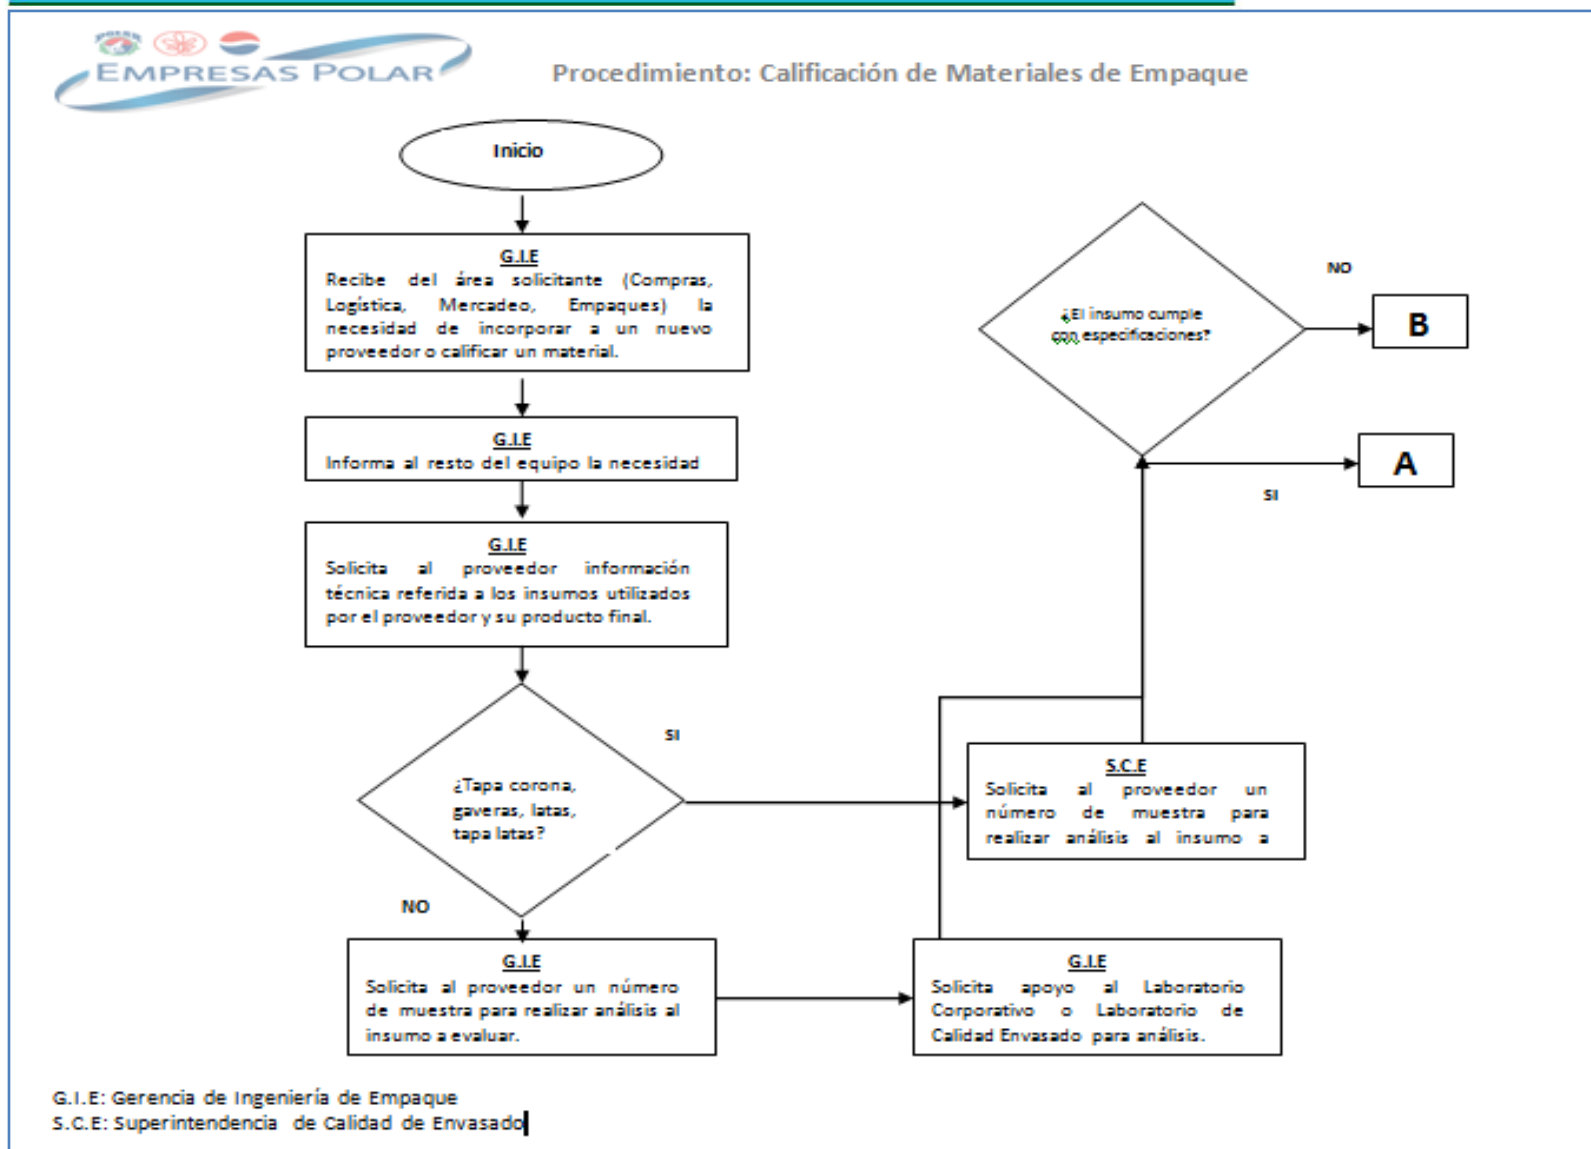 POLAR
EMPRESAS POLAR
Procedimiento: Calificación de Materiales de Empaque
Inicio
G.I.E
Recibe del área solicitante (Compras,
Logística, Mercadeo, Empaques) la
necesidad de incorporar a un nuevo
proveedor o calificar un material.
G.I.E
Informa al resto del equipo la necesidad
G.I.E
Solicita al proveedor información
técnica referida a los insumos utilizados
por el proveedor y su producto final.
¿Tapa corona,
gaveras, latas,
tapa latas?
SI
NO
G.I.E
Solicita al proveedor un número
de muestra para realizar análisis al
insumo a evaluar.
G.I.E
Solicita apoyo al Laboratorio
Corporativo o Laboratorio de
Calidad Envasado para análisis.
S.C.E
Solicita al proveedor un
número de muestra para
realizar análisis al insumo a
¿El insumo cumple
con especificaciones?
NO
B
A
SI
G.I.E: Gerencia de Ingeniería de Empaque
S.C.E: Superintendencia de Calidad de Envasado